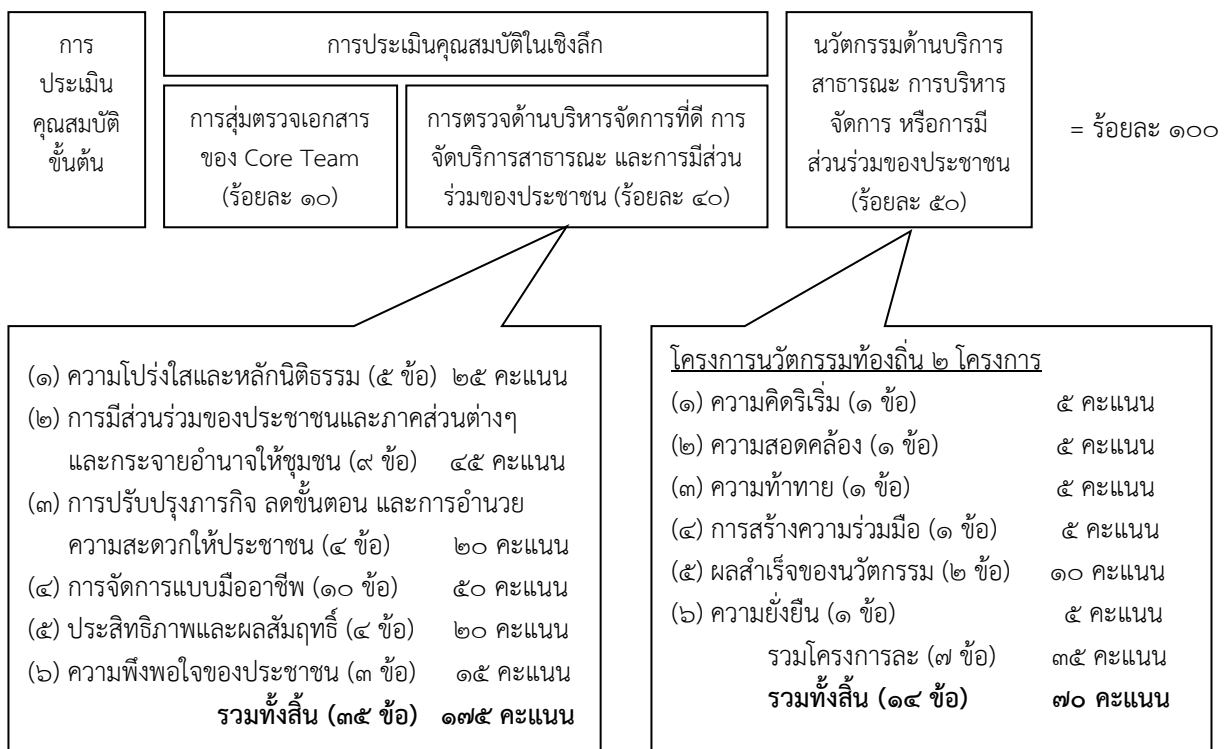 การ
ประเมิน
คุณสมบัติ
ขั้นต้น
การประเมินคุณสมบัติในเชิงลึก
การสุ่มตรวจเอกสาร
ของ Core Team
(ร้อยละ ๑๐)
การตรวจด้านบริหารจัดการที่ดี การ
จัดบริการสาธารณะ และการมีส่วน
ร่วมของประชาชน (ร้อยละ ๔๐)
นวัตกรรมด้านบริการ
สาธารณะ การบริหาร
จัดการ หรือการมี
ส่วนร่วมของประชาชน
(ร้อยละ ๕๐)
= ร้อยละ ๑๐๐
(๑) ความโปร่งใสและหลักนิติธรรม (๕ ข้อ) ๒๕ คะแนน
(๒) การมีส่วนร่วมของประชาชนและภาคส่วนต่างๆ
และกระจายอำนาจให้ชุมชน (๙ ข้อ) ๔๕ คะแนน
(๓) การปรับปรุงภารกิจ ลดขั้นตอน และการอำนวย
ความสะดวกให้ประชาชน (๔ ข้อ) ๒๐ คะแนน
(๔) การจัดการแบบมืออาชีพ (๑๐ ข้อ) ๕๐ คะแนน
(๕) ประสิทธิภาพและผลสัมฤทธิ์ (๔ ข้อ) ๒๐ คะแนน
(๖) ความพึงพอใจของประชาชน (๓ ข้อ) ๑๕ คะแนน
รวมทั้งสิ้น (๓๕ ข้อ) ๑๗๕ คะแนน
โครงการนวัตกรรมท้องถิ่น ๒ โครงการ
(๑) ความคิดริเริ่ม (๑ ข้อ) ๕ คะแนน
(๒) ความสอดคล้อง (๑ ข้อ) ๕ คะแนน
(๓) ความท้าทาย (๑ ข้อ) ๕ คะแนน
(๔) การสร้างความร่วมมือ (๑ ข้อ) ๕ คะแนน
(๕) ผลสำเร็จของนวัตกรรม (๒ ข้อ) ๑๐ คะแนน
(๖) ความยั่งยืน (๑ ข้อ) ๕ คะแนน
รวมโครงการละ (๗ ข้อ) ๓๕ คะแนน
รวมทั้งสิ้น (๑๔ ข้อ) ๗๐ คะแนน